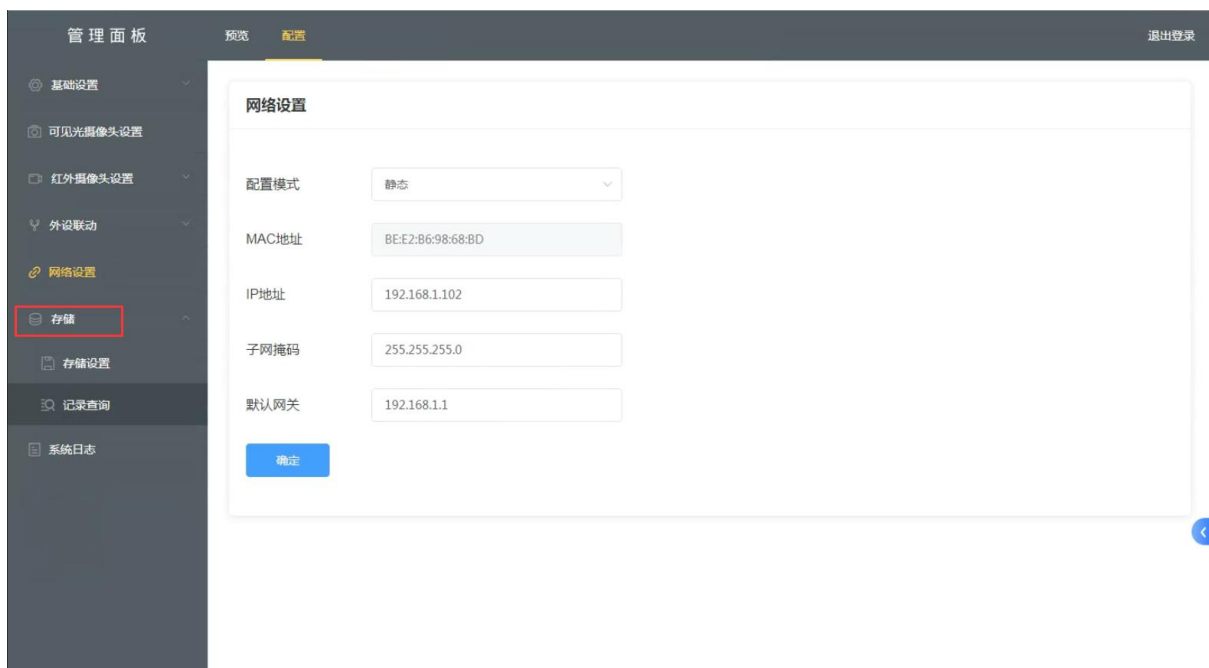 管理面板
预览 配置 退出登录
基础设置
可见光摄像头设置
红外摄像头设置
外设联动
网络设置
存储
存储设置
记录查询
系统日志
网络设置
配置模式 静态
MAC地址 BE:E2:B6:98:68:BD
IP地址 192.168.1.102
子网掩码 255.255.255.0
默认网关 192.168.1.1
确定